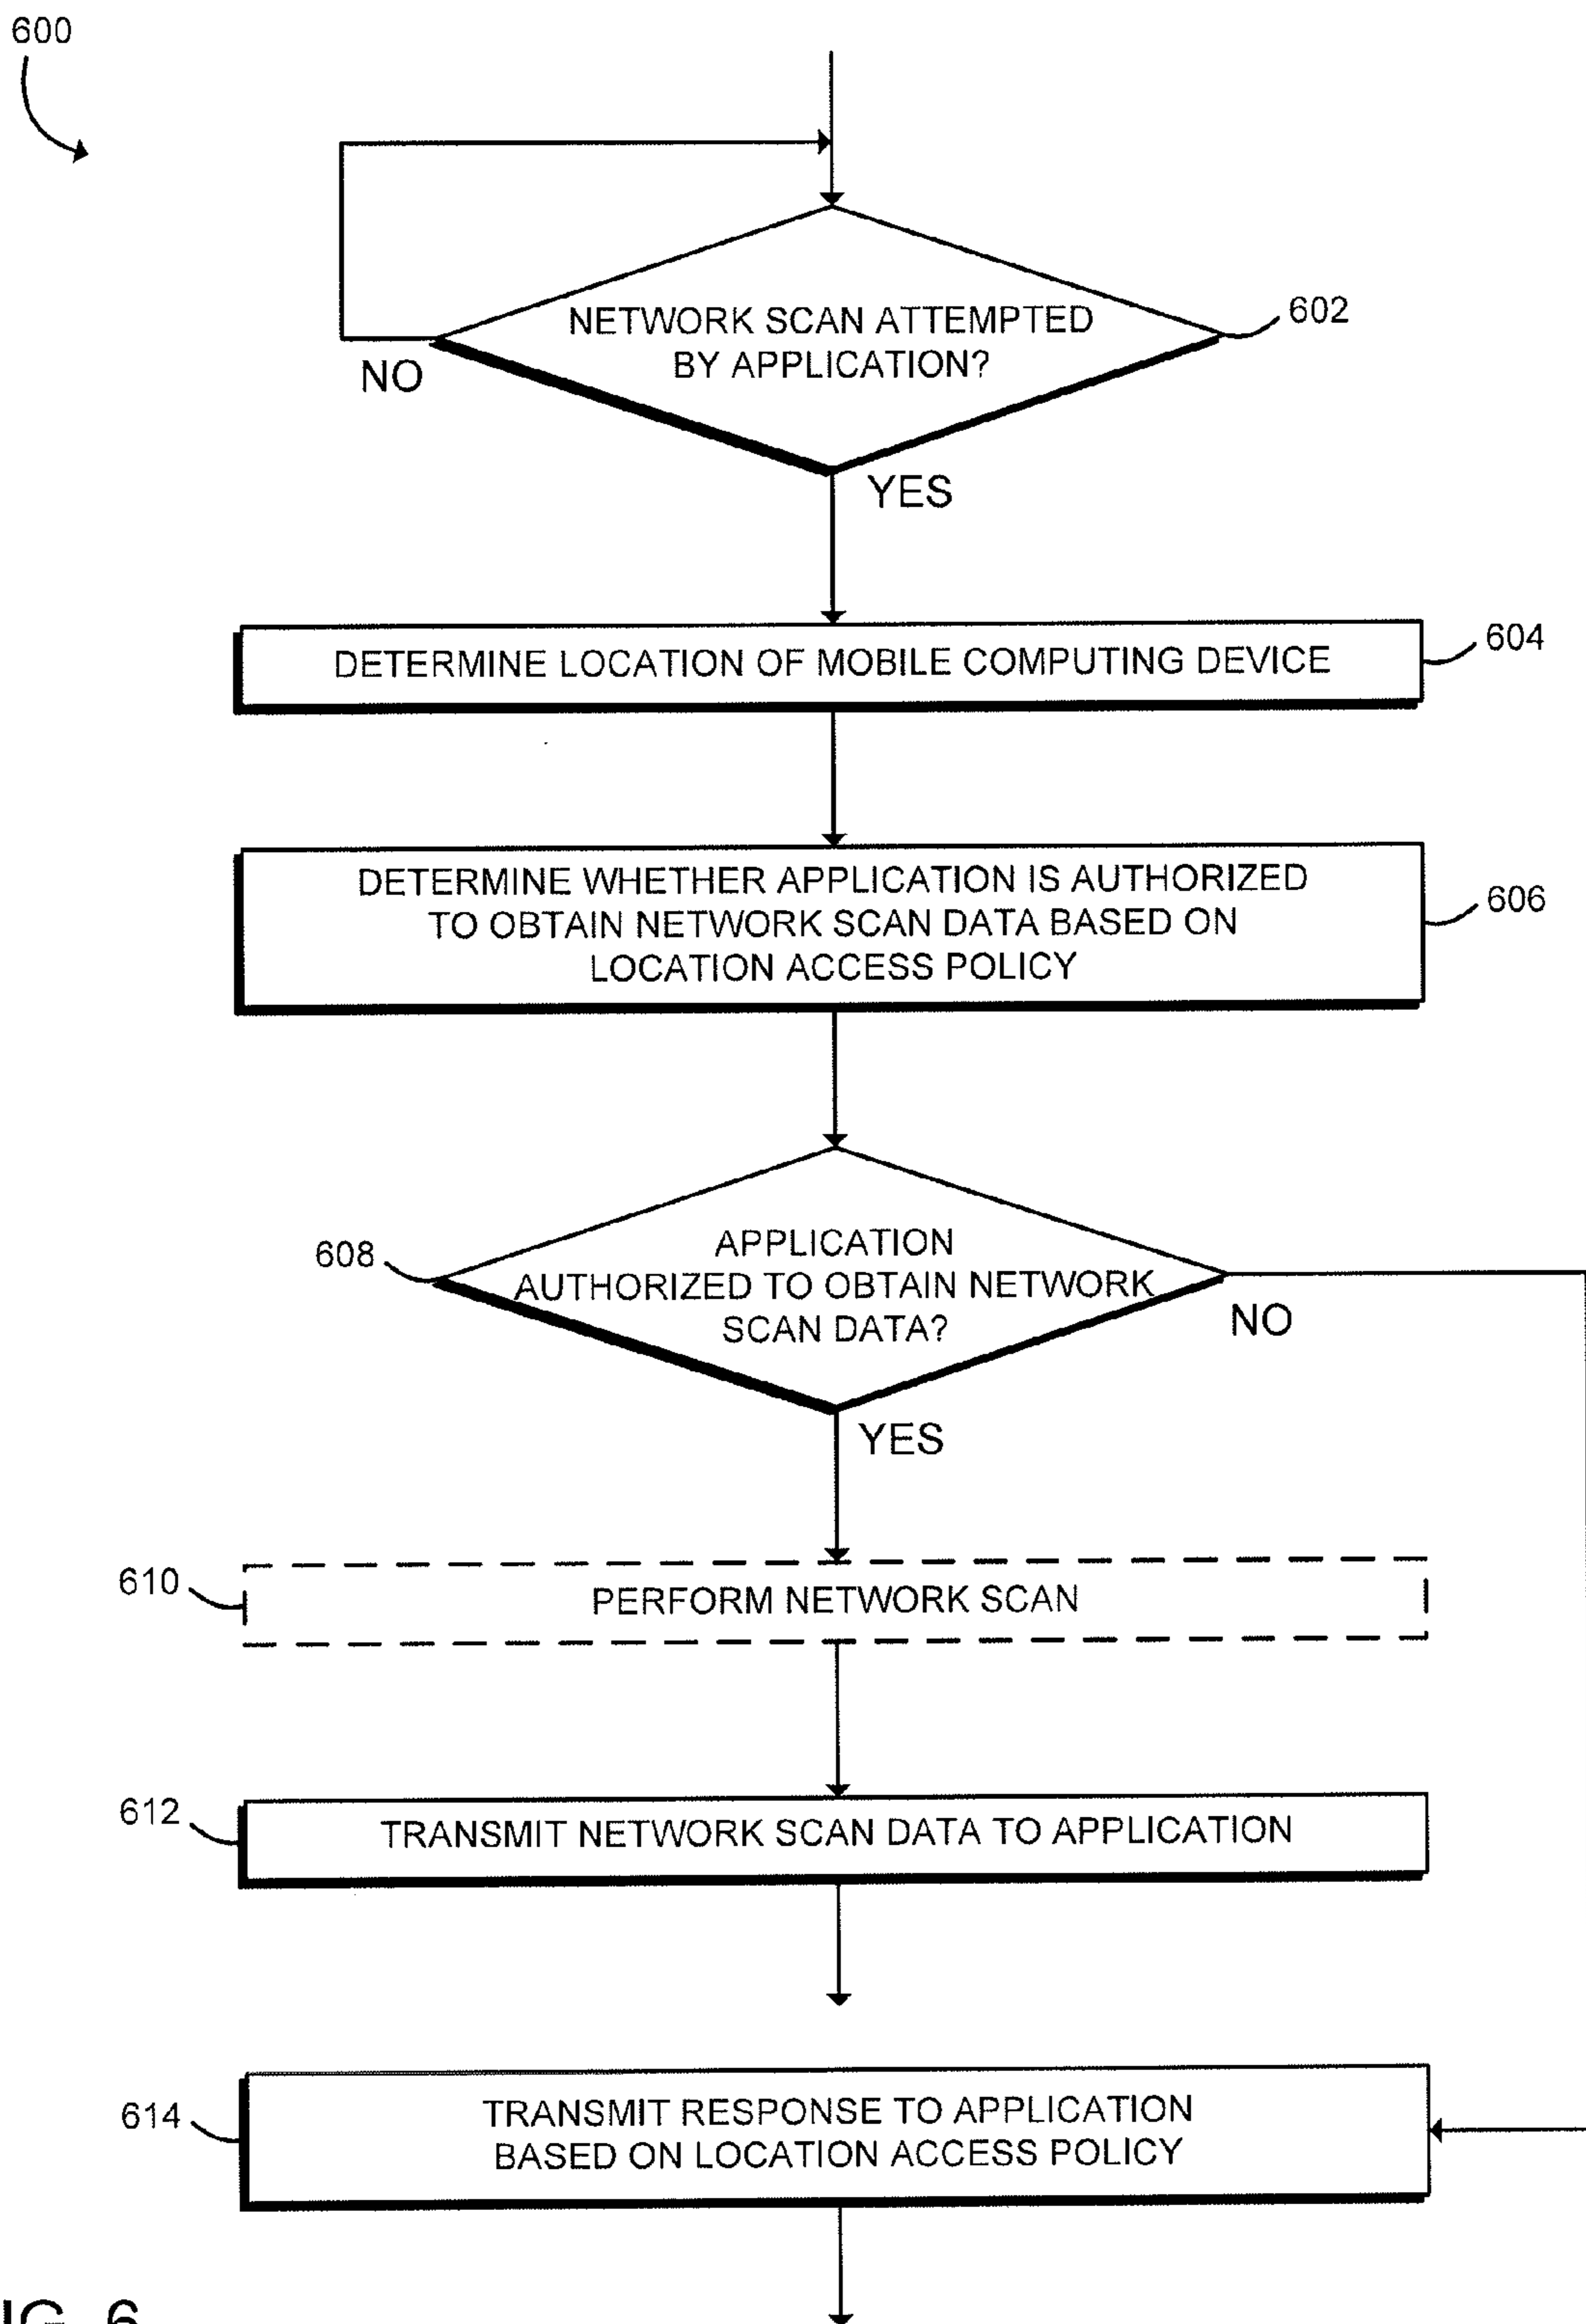 600
NETWORK SCAN ATTEMPTED
BY APPLICATION?
602
NO
YES
DETERMINE LOCATION OF MOBILE COMPUTING DEVICE
604
DETERMINE WHETHER APPLICATION IS AUTHORIZED
TO OBTAIN NETWORK SCAN DATA BASED ON
LOCATION ACCESS POLICY
606
608
APPLICATION
AUTHORIZED TO OBTAIN NETWORK
SCAN DATA?
NO
YES
610
PERFORM NETWORK SCAN
612
TRANSMIT NETWORK SCAN DATA TO APPLICATION
614
TRANSMIT RESPONSE TO APPLICATION
BASED ON LOCATION ACCESS POLICY